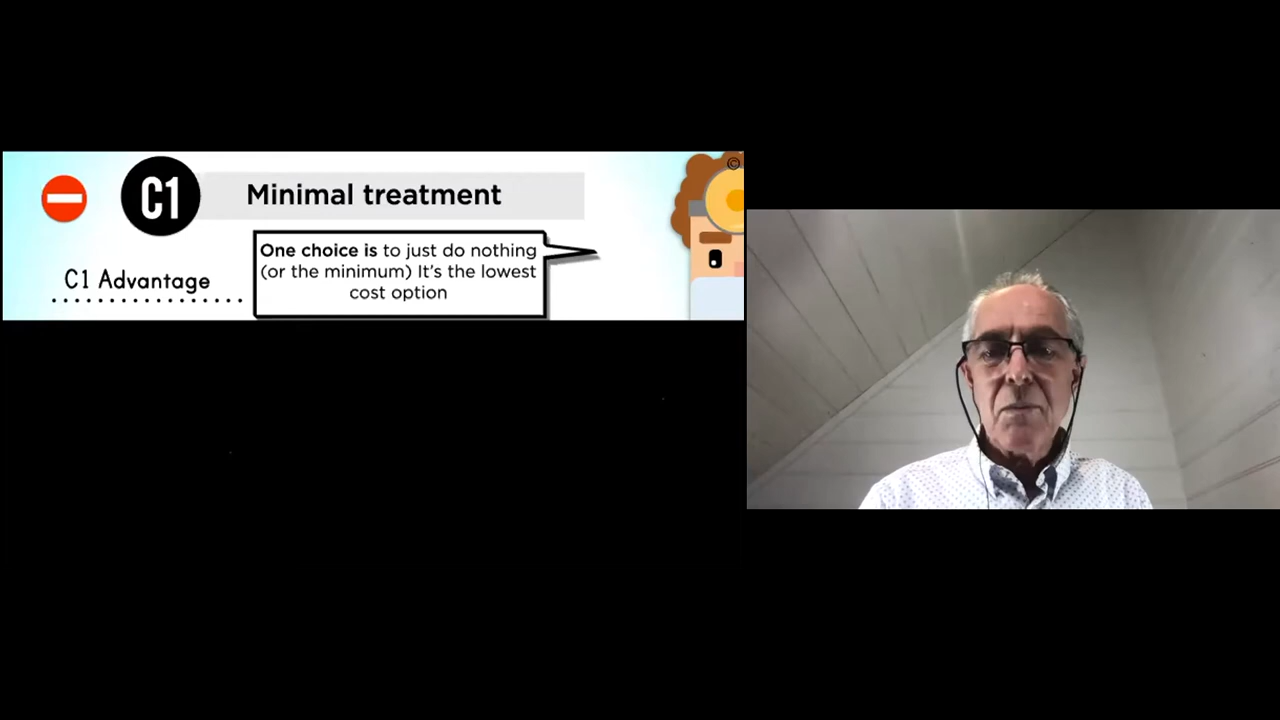 ©
C1
Minimal treatment
One choice is to just do nothing
(or the minimum) It's the lowest
cost option
C1 Advantage